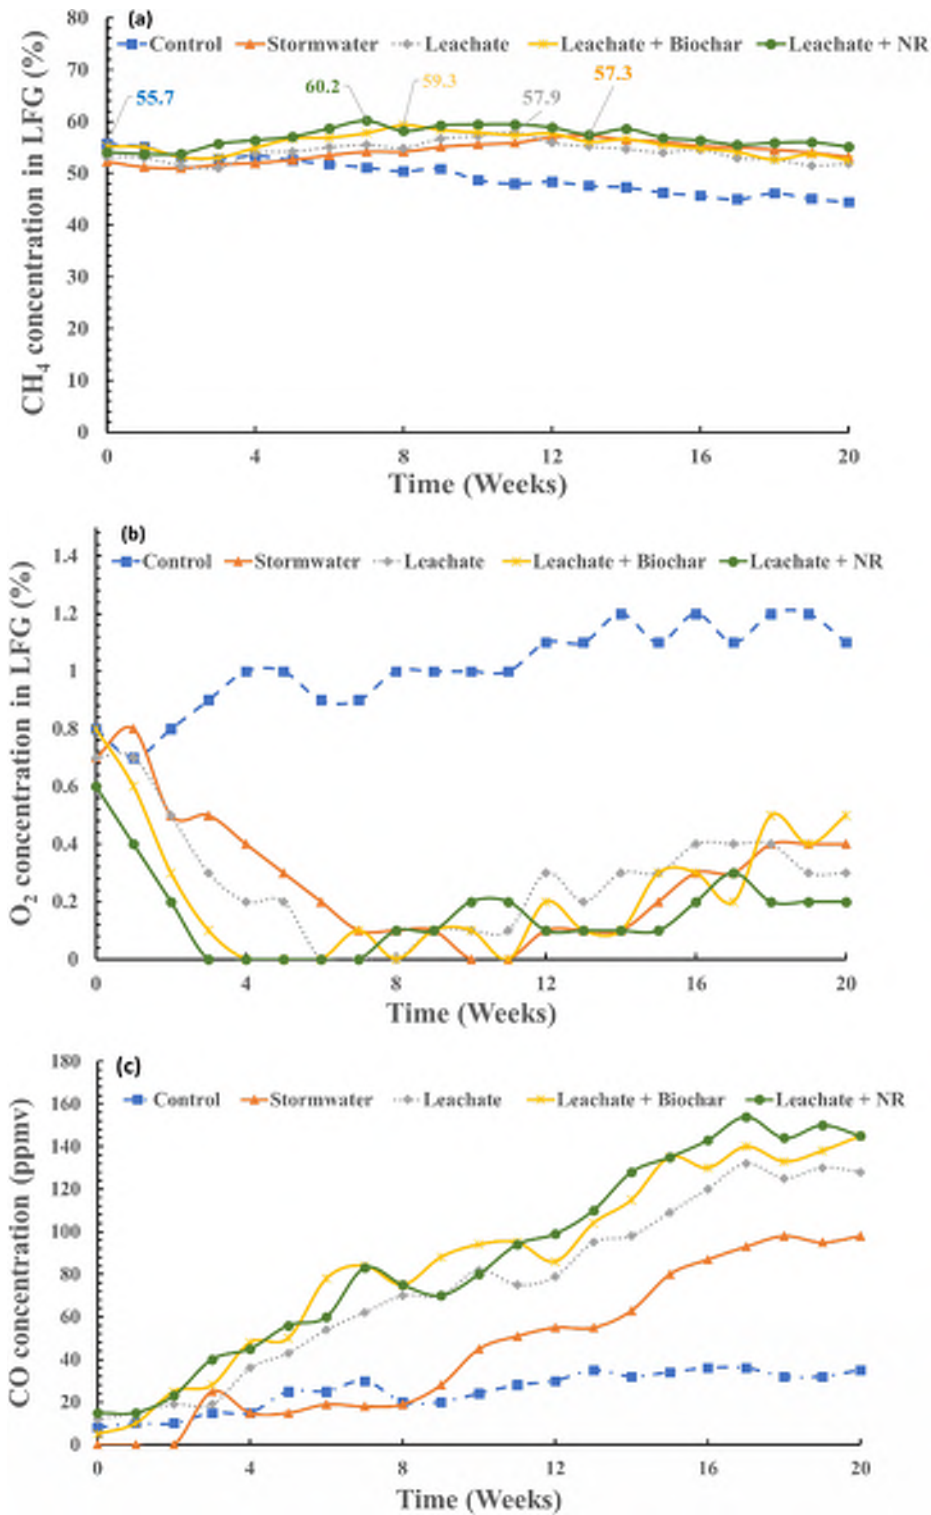 (a)
80
Control Stormwater Leachate Leachate + Biochar Leachate + NR
70
55.7 60.2 59.3 57.9 57.3
60
50
40
30
20
10
0
CH4 concentration in LFG (%)
0 4 8 12 16 20
Time (Weeks)
(b)
1.4
Control Stormwater Leachate Leachate + Biochar Leachate + NR
1.2
1
0.8
0.6
0.4
0.2
0
O2 concentration in LFG (%)
0 4 8 12 16 20
Time (Weeks)
180
(c)
160
Control Stormwater Leachate Leachate + Biochar Leachate + NR
140
120
100
80
60
40
20
0
CO concentration (ppmv)
0 4 8 12 16 20
Time (Weeks)